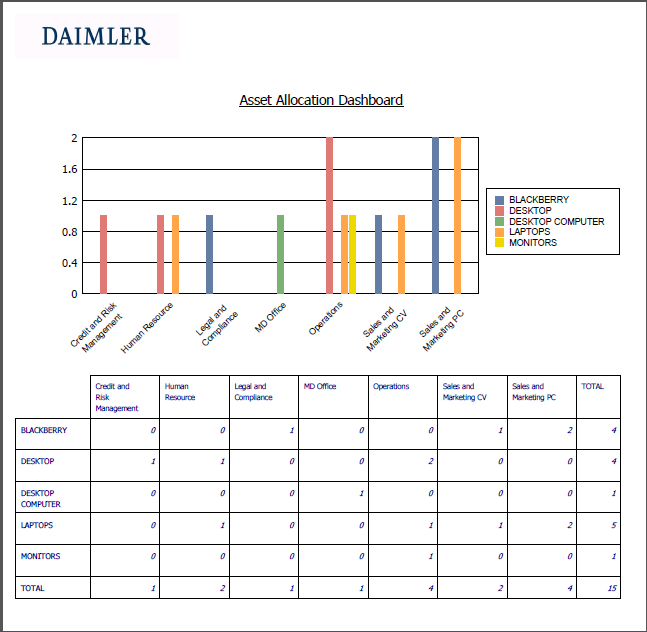 DAIMLER
Asset Allocation Dashboard
2
1.6
1.2
0.8
0.4
0
Credit and Risk
Management
Human Resource
Legal and
Compliance
MD Office
Operations
Sales and
Marketing CV
Sales and
Marketing PC
BLACKBERRY
DESKTOP
DESKTOP COMPUTER
LAPTOPS
MONITORS
Credit and Risk Management Human Resource Legal and Compliance MD Office Operations Sales and Marketing CV Sales and Marketing PC TOTAL
BLACKBERRY 0 0 1 0 0 1 2 4
DESKTOP 1 1 0 0 2 0 0 4
DESKTOP COMPUTER 0 0 0 1 0 0 0 1
LAPTOPS 0 1 0 0 1 1 2 5
MONITORS 0 0 0 0 1 0 0 1
TOTAL 1 2 1 1 4 2 4 15